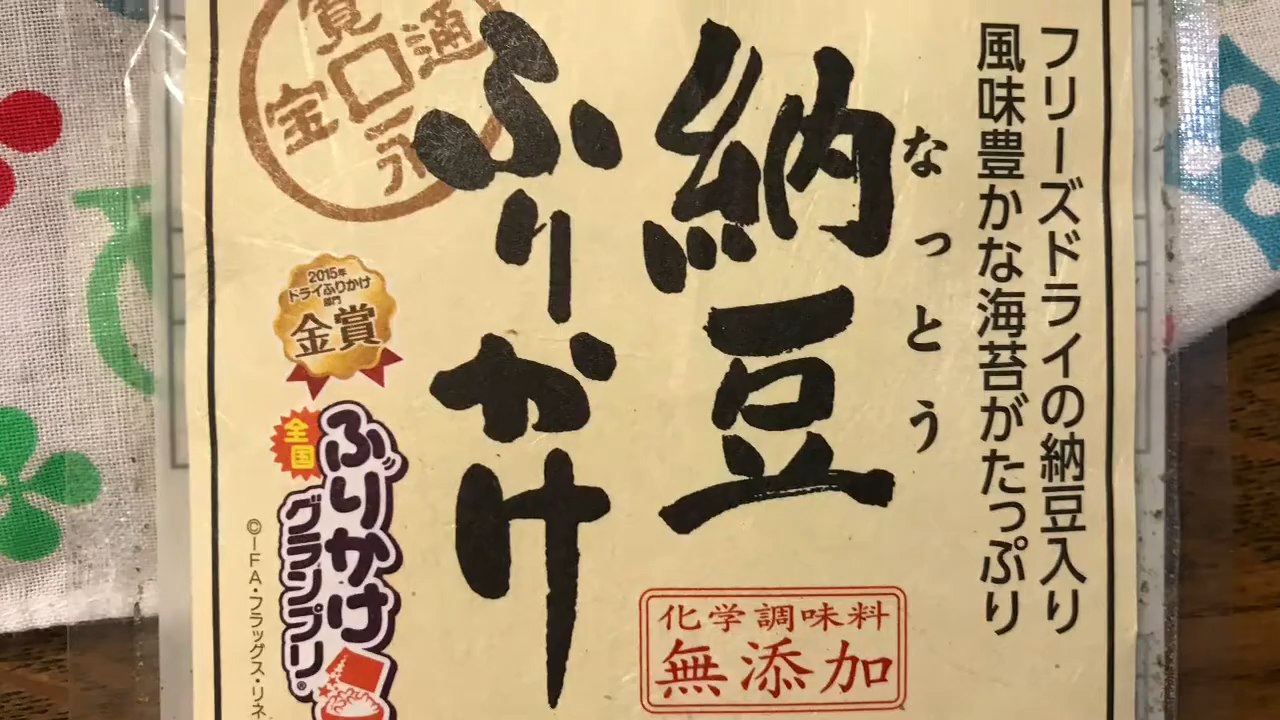 フリーズドライの納豆入り
風味豊かな海苔がたっぷり
なっとう
納豆
ふりかけ
化学調味料
無添加
寛永通宝
2015年
ドライふりかけ
部門
金賞
全国
ふりかけ
グランプリ®
©IFA・フラッグス・リネ